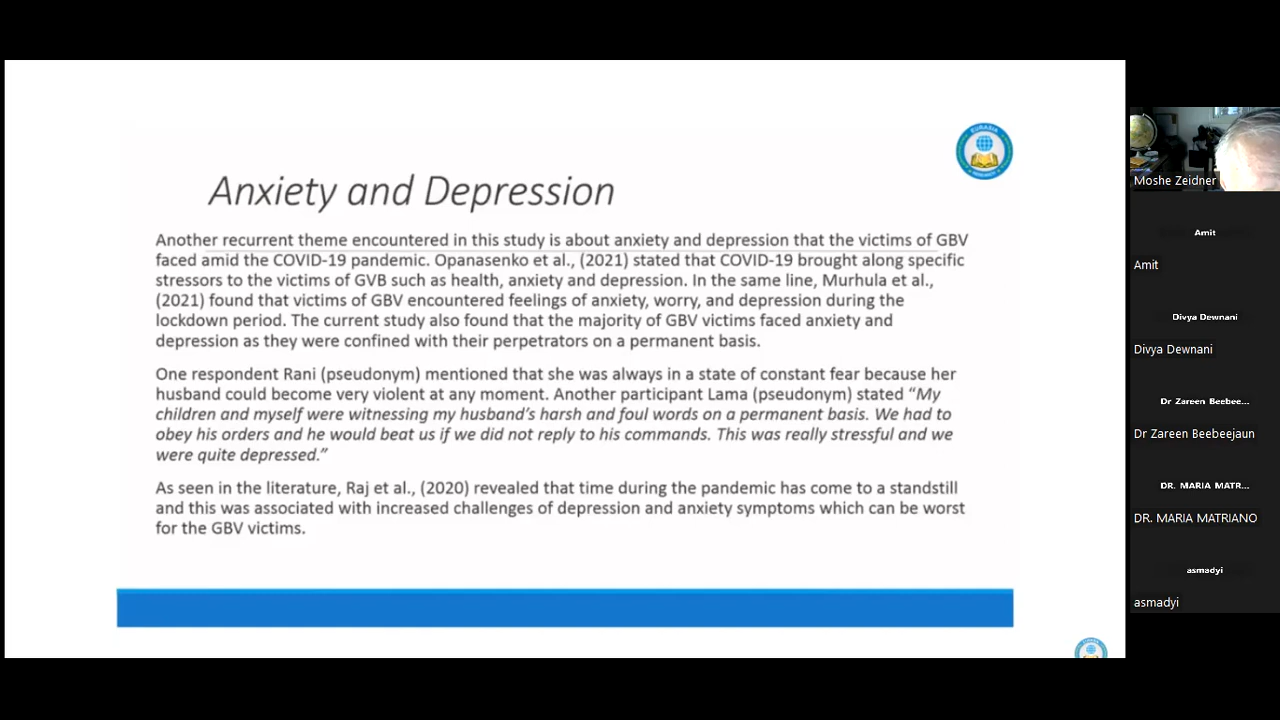 Anxiety and Depression
Another recurrent theme encountered in this study is about anxiety and depression that the victims of GBV
faced amid the COVID-19 pandemic. Opanasenko et al., (2021) stated that COVID-19 brought along specific
stressors to the victims of GVB such as health, anxiety and depression. In the same line, Murhula et al.,
(2021) found that victims of GBV encountered feelings of anxiety, worry, and depression during the
lockdown period. The current study also found that the majority of GBV victims faced anxiety and
depression as they were confined with their perpetrators on a permanent basis.
One respondent Rani (pseudonym) mentioned that she was always in a state of constant fear because her
husband could become very violent at any moment. Another participant Lama (pseudonym) stated “My
children and myself were witnessing my husband’s harsh and foul words on a permanent basis. We had to
obey his orders and he would beat us if we did not reply to his commands. This was really stressful and we
were quite depressed.”
As seen in the literature, Raj et al., (2020) revealed that time during the pandemic has come to a standstill
and this was associated with increased challenges of depression and anxiety symptoms which can be worst
for the GBV victims.
EURASIA
RESEARCH
Moshe Zeidner
Amit
Amit
Divya Dewnani
Divya Dewnani
Dr Zareen Beebee...
Dr Zareen Beebeejaun
DR. MARIA MATR...
DR. MARIA MATRIANO
asmadyi
asmadyi